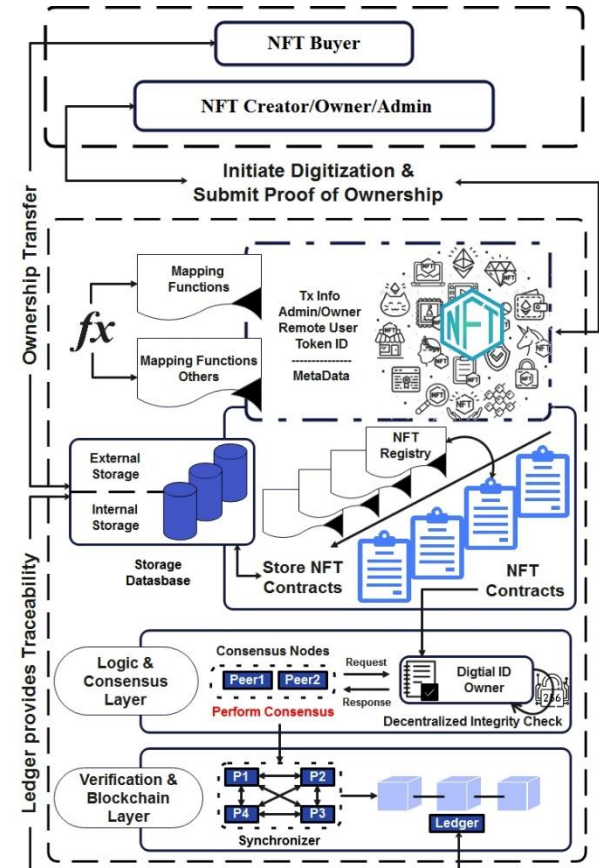 NFT Buyer
NFT Creator/Owner/Admin
Initiate Digitization &
Submit Proof of Ownership
Ownership Transfer
Ledger provides Traceability
fx
Mapping
Functions
Mapping Functions
Others
Tx Info
Admin/Owner
Remote User
Token ID
---------------
MetaData
NFT
NFT
Registry
External
Storage
Internal
Storage
Storage
Datasbase
Store NFT
Contracts
NFT
Contracts
Logic &
Consensus
Layer
Consensus Nodes
Peer1
Peer2
Perform Consensus
Request
Response
Digtial ID
Owner
256
Decentralized Integrity Check
Verification &
Blockchain
Layer
P1
P2
P4
P3
Synchronizer
Ledger